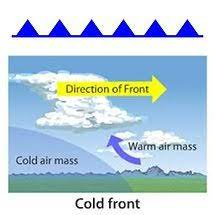 Direction of Front
Warm air mass
Cold air mass
Cold front